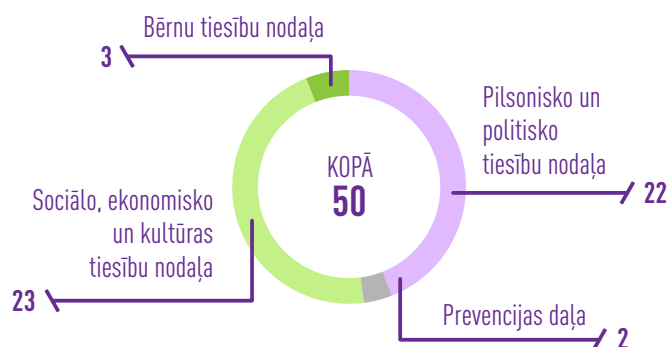 Bērnu tiesību nodaļa
3
Pilsonisko un
politisko
tiesību nodaļa
22
KOPĀ
50
Sociālo, ekonomisko
un kultūras
tiesību nodaļa
23
Prevencijas daļa
2